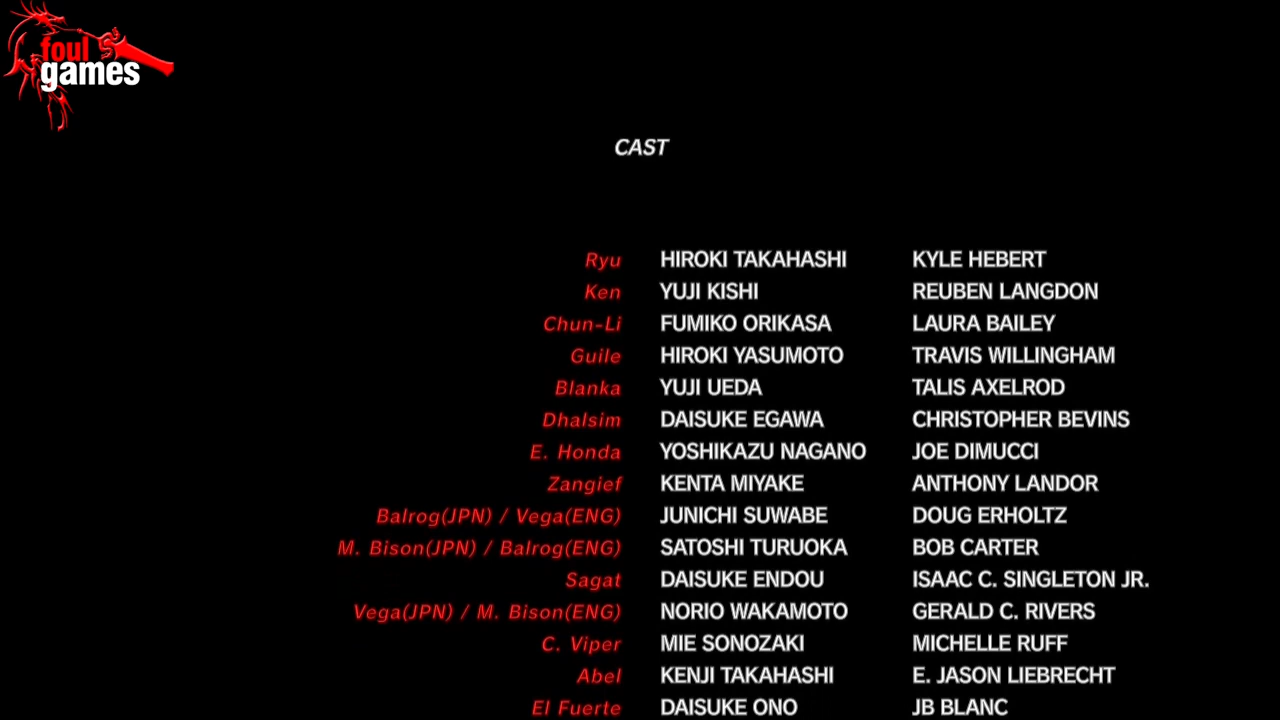 foul
games
CAST
Ryu HIROKI TAKAHASHI KYLE HEBERT
Ken YUJI KISHI REUBEN LANGDON
Chun-Li FUMIKO ORIKASA LAURA BAILEY
Guile HIROKI YASUMOTO TRAVIS WILLINGHAM
Blanka YUJI UEDA TALIS AXELROD
Dhalsim DAISUKE EGAWA CHRISTOPHER BEVINS
E. Honda YOSHIKAZU NAGANO JOE DIMUCCI
Zangief KENTA MIYAKE ANTHONY LANDOR
Balrog(JPN) / Vega(ENG) JUNICHI SUWABE DOUG ERHOLTZ
M. Bison(JPN) / Balrog(ENG) SATOSHI TURUOKA BOB CARTER
Sagat DAISUKE ENDOU ISAAC C. SINGLETON JR.
Vega(JPN) / M. Bison(ENG) NORIO WAKAMOTO GERALD C. RIVERS
C. Viper MIE SONOZAKI MICHELLE RUFF
Abel KENJI TAKAHASHI E. JASON LIEBRECHT
El Fuerte DAISUKE ONO JB BLANC